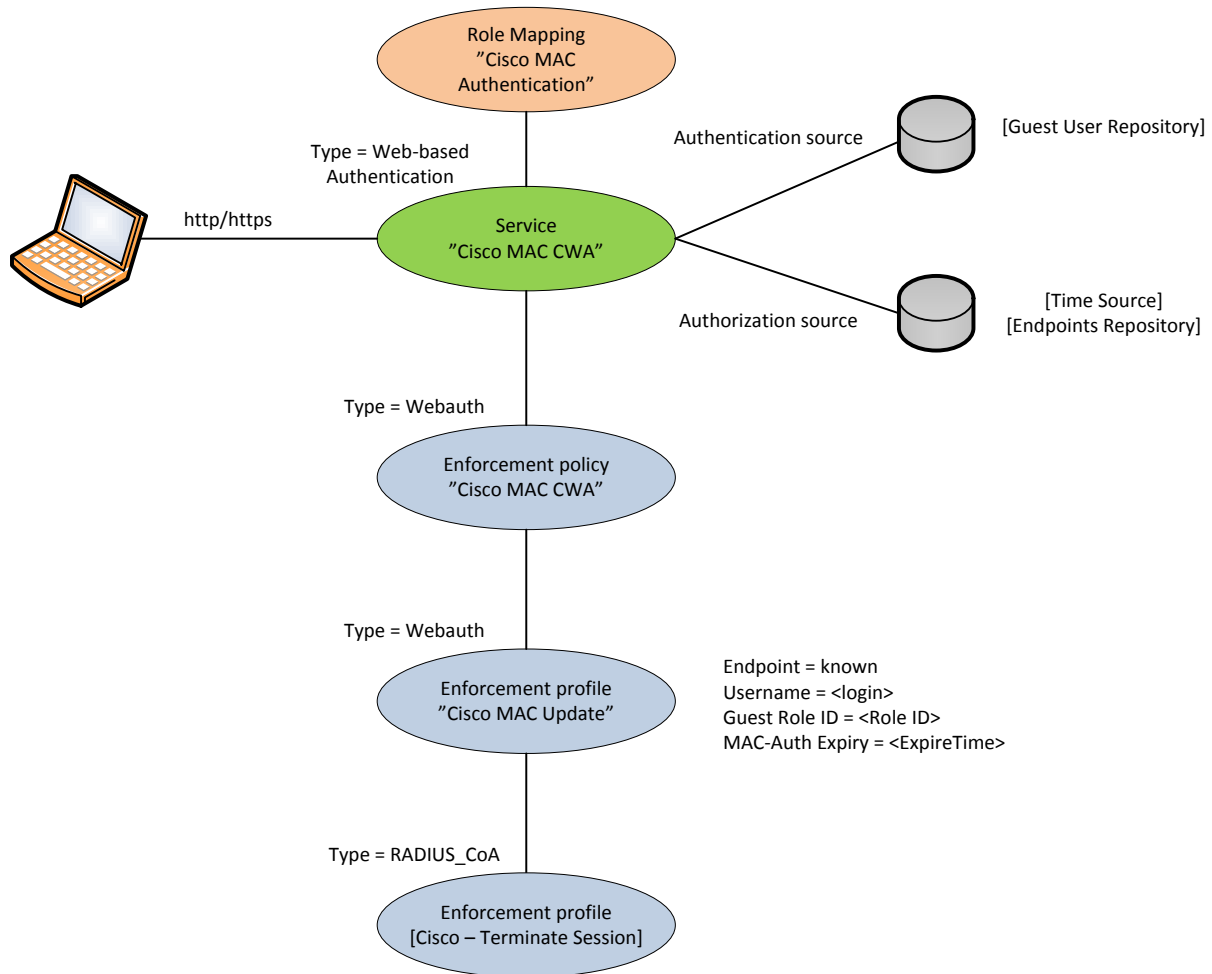 Role Mapping
”Cisco MAC
Authentication”
Authentication source
[Guest User Repository]
Type = Web-based
Authentication
http/https
Service
”Cisco MAC CWA”
Authorization source
[Time Source]
[Endpoints Repository]
Type = Webauth
Enforcement policy
”Cisco MAC CWA”
Type = Webauth
Enforcement profile
”Cisco MAC Update”
Endpoint = known
Username = <login>
Guest Role ID = <Role ID>
MAC-Auth Expiry = <ExpireTime>
Type = RADIUS_CoA
Enforcement profile
[Cisco – Terminate Session]